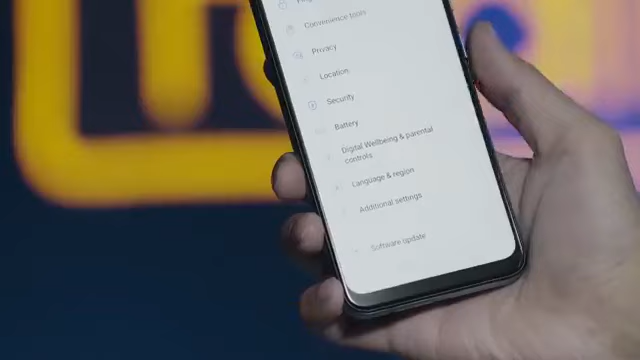 Convenience tools
Privacy
Location
Security
Battery
Digital Wellbeing & parental
controls
Language & region
Additional settings
Software update